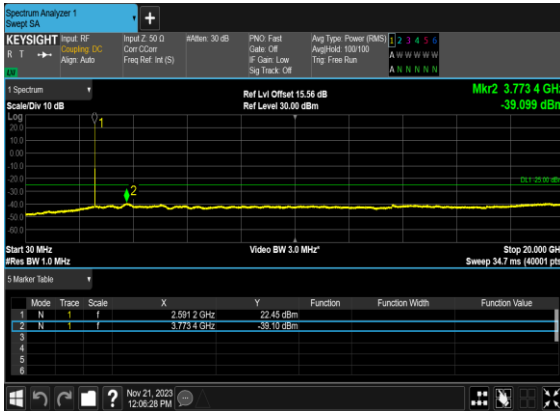 Spectrum Analyzer 1
Swept SA
+
KEYSIGHT Input: RF Input Z: 50 Ω #Atten: 30 dB PNO: Fast Avg Type: Power (RMS) 1 2 3 4 5 6
R T Coupling: DC Corr CCorr Gate: Off Avg|Hold: 100/100 A W W W W W
Align: Auto Freq Ref: Int (S) IF Gain: Low Trig: Free Run
LXI Sig Track: Off A N N N N N
1 Spectrum Ref Lvl Offset 15.56 dB Mkr2 3.773 4 GHz
Scale/Div 10 dB Ref Level 30.00 dBm -39.099 dBm
Log
1
20.0
10.0
0.00
-10.0
-20.0
DL1 -25.00 dBm
-30.0
2
-40.0
-50.0
-60.0
Start 30 MHz Video BW 3.0 MHz* Stop 20.000 GHz
#Res BW 1.0 MHz Sweep 34.7 ms (40001 pts)
5 Marker Table
Mode Trace Scale X Y Function Function Width Function Value
1 N 1 f 2.591 2 GHz 22.45 dBm
2 N 1 f 3.773 4 GHz -39.10 dBm
3
4
5
6
? Nov 21, 2023
12:06:28 PM